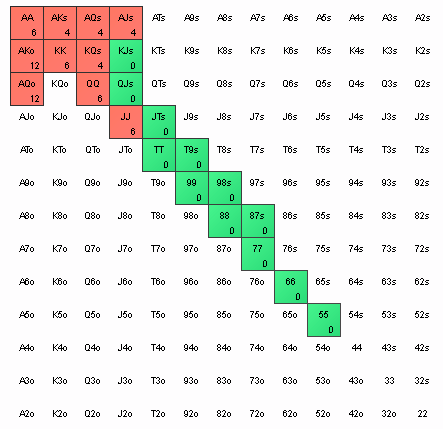 AA AKs AQs AJs ATs A9s A8s A7s A6s A5s A4s A3s A2s
6 4 4 4
AKo KK KQs KJs KTs K9s K8s K7s K6s K5s K4s K3s K2s
12 6 4 0
AQo KQo QQ QJs QTs Q9s Q8s Q7s Q6s Q5s Q4s Q3s Q2s
12 6 0
AJo KJo QJo JJ JTs J9s J8s J7s J6s J5s J4s J3s J2s
6 0
ATo KTo QTo JTo TT T9s T8s T7s T6s T5s T4s T3s T2s
0 0
A9o K9o Q9o J9o T9o 99 98s 97s 96s 95s 94s 93s 92s
0 0
A8o K8o Q8o J8o T8o 98o 88 87s 86s 85s 84s 83s 82s
0 0
A7o K7o Q7o J7o T7o 97o 87o 77 76s 75s 74s 73s 72s
0
A6o K6o Q6o J6o T6o 96o 86o 76o 66 65s 64s 63s 62s
0
A5o K5o Q5o J5o T5o 95o 85o 75o 65o 55 54s 53s 52s
0
A4o K4o Q4o J4o T4o 94o 84o 74o 64o 54o 44 43s 42s
A3o K3o Q3o J3o T3o 93o 83o 73o 63o 53o 43o 33 32s
A2o K2o Q2o J2o T2o 92o 82o 72o 62o 52o 42o 32o 22